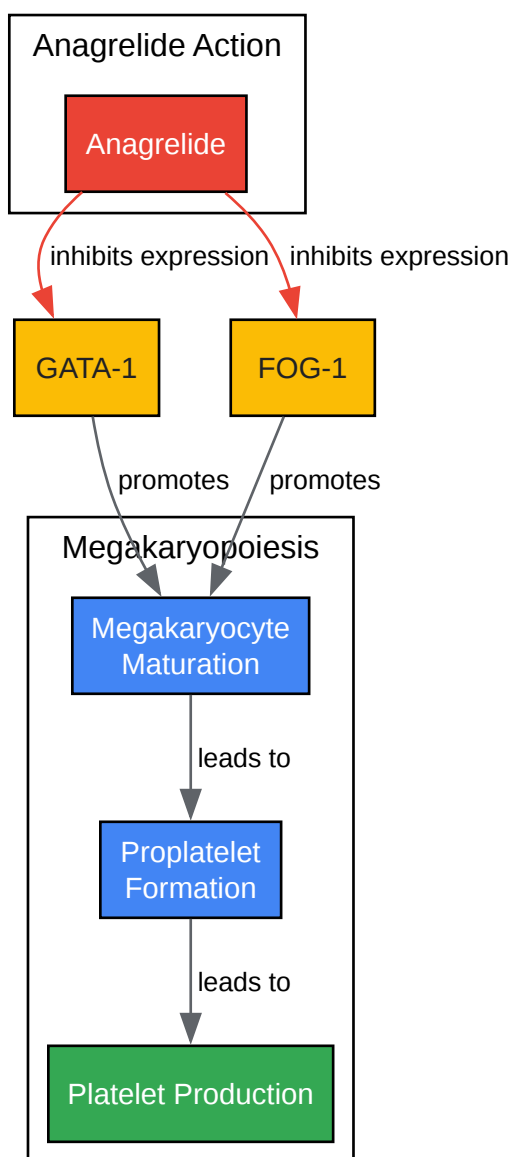 Anagrelide Action
Anagrelide
inhibits expression
inhibits expression
GATA-1
FOG-1
promotes
promotes
Megakaryopoiesis
Megakaryocyte
Maturation
leads to
Proplatelet
Formation
leads to
Platelet Production